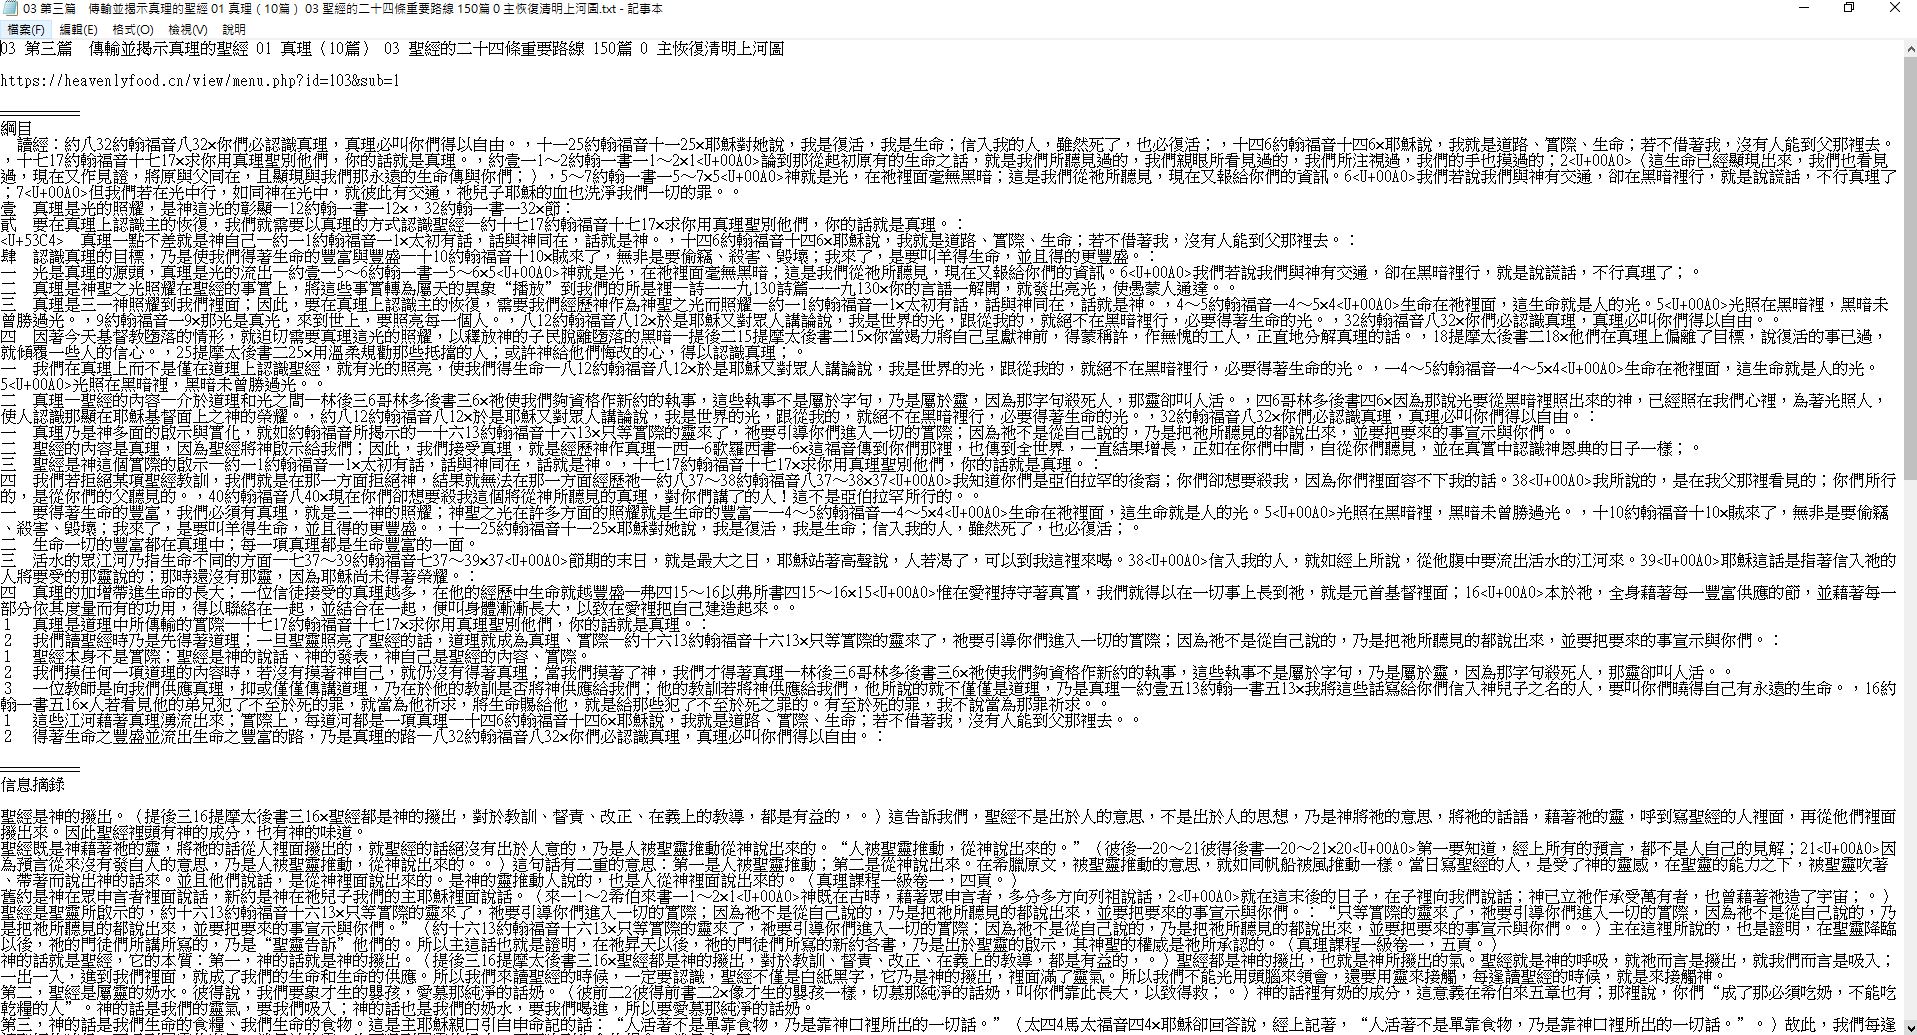 03 第三篇　傳輸並揭示真理的聖經 01 真理（10篇） 03 聖經的二十四條重要路線 150篇 0 主恢復清明上河圖.txt - 記事本
檔案(F) 編輯(E) 格式(O) 檢視(V) 說明
03 第三篇　傳輸並揭示真理的聖經 01 真理（10篇） 03 聖經的二十四條重要路線 150篇 0 主恢復清明上河圖
https://heavenlyfood.cn/view/menu.php?id=103&sub=1
==========
綱目
　讀經：約八32約翰福音八32×你們必認識真理，真理必叫你們得以自由。，十一25約翰福音十一25×耶穌對她說，我是復活，我是生命；信入我的人，雖然死了，也必復活；，十四6約翰福音十四6×耶穌說，我就是道路、實際、生命；若不借著我，沒有人能到父那裡去。
，十七17約翰福音十七17×求你用真理聖別他們，你的話就是真理。，約壹一1～2約翰一書一1～2×1<U+00A0>論到那從起初原有的生命之話，就是我們所聽見過的，我們親眼所看見過的，我們所注視過，我們的手也摸過的；2<U+00A0>（這生命已經顯現出來，我們也看見
過，現在又作見證，將原與父同在，且顯現與我們那永遠的生命傳與你們；），5～7約翰一書一5～7×5<U+00A0>神就是光，在祂裡面毫無黑暗；這是我們從祂所聽見，現在又報給你們的資訊。6<U+00A0>我們若說我們與神有交通，卻在黑暗裡行，就是說謊話，不行真理了
；7<U+00A0>但我們若在光中行，如同神在光中，就彼此有交通，祂兒子耶穌的血也洗淨我們一切的罪。。
壹　真理是光的照耀，是神這光的彰顯一12約翰一書一12×，32約翰一書一32×節：
貳　要在真理上認識主的恢復，我們就需要以真理的方式認識聖經一約十七17約翰福音十七17×求你用真理聖別他們，你的話就是真理。：
<U+53C4>　真理一點不差就是神自己一約一1約翰福音一1×太初有話，話與神同在，話就是神。，十四6約翰福音十四6×耶穌說，我就是道路、實際、生命；若不借著我，沒有人能到父那裡去。：
肆　認識真理的目標，乃是使我們得著生命的豐富與豐盛一十10約翰福音十10×賊來了，無非是要偷竊、殺害、毀壞；我來了，是要叫羊得生命，並且得的更豐盛。：
一　光是真理的源頭，真理是光的流出一約壹一5～6約翰一書一5～6×5<U+00A0>神就是光，在祂裡面毫無黑暗；這是我們從祂所聽見，現在又報給你們的資訊。6<U+00A0>我們若說我們與神有交通，卻在黑暗裡行，就是說謊話，不行真理了；。
二　真理是神聖之光照耀在聖經的事實上，將這些事實轉為屬天的異象“播放”到我們的所是裡一詩一一九130詩篇一一九130×你的言語一解開，就發出亮光，使愚蒙人通達。。
三　真理是三一神照耀到我們裡面；因此，要在真理上認識主的恢復，需要我們經歷神作為神聖之光而照耀一約一1約翰福音一1×太初有話，話與神同在，話就是神。，4～5約翰福音一4～5×4<U+00A0>生命在祂裡面，這生命就是人的光。5<U+00A0>光照在黑暗裡，黑暗未
曾勝過光。，9約翰福音一9×那光是真光，來到世上，要照亮每一個人。，八12約翰福音八12×於是耶穌又對眾人講論說，我是世界的光，跟從我的，就絕不在黑暗裡行，必要得著生命的光。，32約翰福音八32×你們必認識真理，真理必叫你們得以自由。。
四　因著今天基督教墮落的情形，就迫切需要真理這光的照耀，以釋放神的子民脫離墮落的黑暗一提後二15提摩太後書二15×你當竭力將自己呈獻神前，得蒙稱許，作無愧的工人，正直地分解真理的話。，18提摩太後書二18×他們在真理上偏離了目標，說復活的事已過，
就傾覆一些人的信心。，25提摩太後書二25×用溫柔規勸那些抵擋的人；或許神給他們悔改的心，得以認識真理；。
一　我們在真理上而不是僅在道理上認識聖經，就有光的照亮，使我們得生命一八12約翰福音八12×於是耶穌又對眾人講論說，我是世界的光，跟從我的，就絕不在黑暗裡行，必要得著生命的光。，一4～5約翰福音一4～5×4<U+00A0>生命在祂裡面，這生命就是人的光。
5<U+00A0>光照在黑暗裡，黑暗未曾勝過光。。
二　真理一聖經的內容一介於道理和光之間一林後三6哥林多後書三6×祂使我們夠資格作新約的執事，這些執事不是屬於字句，乃是屬於靈，因為那字句殺死人，那靈卻叫人活。，四6哥林多後書四6×因為那說光要從黑暗裡照出來的神，已經照在我們心裡，為著光照人，
使人認識那顯在耶穌基督面上之神的榮耀。，約八12約翰福音八12×於是耶穌又對眾人講論說，我是世界的光，跟從我的，就絕不在黑暗裡行，必要得著生命的光。，32約翰福音八32×你們必認識真理，真理必叫你們得以自由。：
一　真理乃是神多面的啟示與實化，就如約翰福音所揭示的一十六13約翰福音十六13×只等實際的靈來了，祂要引導你們進入一切的實際；因為祂不是從自己說的，乃是把祂所聽見的都說出來，並要把要來的事宣示與你們。。
二　聖經的內容是真理，因為聖經將神啟示給我們；因此，我們接受真理，就是經歷神作真理一西一6歌羅西書一6×這福音傳到你們那裡，也傳到全世界，一直結果增長，正如在你們中間，自從你們聽見，並在真實中認識神恩典的日子一樣；。
三　聖經是神這個實際的啟示一約一1約翰福音一1×太初有話，話與神同在，話就是神。，十七17約翰福音十七17×求你用真理聖別他們，你的話就是真理。：
四　我們若拒絕某項聖經教訓，我們就是在那一方面拒絕神，結果就無法在那一方面經歷祂一約八37～38約翰福音八37～38×37<U+00A0>我知道你們是亞伯拉罕的後裔；你們卻想要殺我，因為你們裡面容不下我的話。38<U+00A0>我所說的，是在我父那裡看見的；你們所行
的，是從你們的父聽見的。，40約翰福音八40×現在你們卻想要殺我這個將從神所聽見的真理，對你們講了的人！這不是亞伯拉罕所行的。。
一　要得著生命的豐富，我們必須有真理，就是三一神的照耀；神聖之光在許多方面的照耀就是生命的豐富一一4～5約翰福音一4～5×4<U+00A0>生命在祂裡面，這生命就是人的光。5<U+00A0>光照在黑暗裡，黑暗未曾勝過光。，十10約翰福音十10×賊來了，無非是要偷竊
、殺害、毀壞；我來了，是要叫羊得生命，並且得的更豐盛。，十一25約翰福音十一25×耶穌對她說，我是復活，我是生命；信入我的人，雖然死了，也必復活；。
二　生命一切的豐富都在真理中；每一項真理都是生命豐富的一面。
三　活水的眾江河乃指生命不同的方面一七37～39約翰福音七37～39×37<U+00A0>節期的末日，就是最大之日，耶穌站著高聲說，人若渴了，可以到我這裡來喝。38<U+00A0>信入我的人，就如經上所說，從他腹中要流出活水的江河來。39<U+00A0>耶穌這話是指著信入祂的
人將要受的那靈說的；那時還沒有那靈，因為耶穌尚未得著榮耀。：
四　真理的加增帶進生命的長大；一位信徒接受的真理越多，在他的經歷中生命就越豐盛一弗四15～16以弗所書四15～16×15<U+00A0>惟在愛裡持守著真實，我們就得以在一切事上長到祂，就是元首基督裡面；16<U+00A0>本於祂，全身藉著每一豐富供應的節，並藉著每一
部分依其度量而有的功用，得以聯絡在一起，並結合在一起，便叫身體漸漸長大，以致在愛裡把自己建造起來。。
1　真理是道理中所傳輸的實際一十七17約翰福音十七17×求你用真理聖別他們，你的話就是真理。：
2　我們讀聖經時乃是先得著道理；一旦聖靈照亮了聖經的話，道理就成為真理、實際一約十六13約翰福音十六13×只等實際的靈來了，祂要引導你們進入一切的實際；因為祂不是從自己說的，乃是把祂所聽見的都說出來，並要把要來的事宣示與你們。：
1　聖經本身不是實際；聖經是神的說話、神的發表，神自己是聖經的內容、實際。
2　我們摸任何一項道理的內容時，若沒有摸著神自己，就仍沒有得著真理；當我們摸著了神，我們才得著真理一林後三6哥林多後書三6×祂使我們夠資格作新約的執事，這些執事不是屬於字句，乃是屬於靈，因為那字句殺死人，那靈卻叫人活。。
3　一位教師是向我們供應真理，抑或僅僅傳講道理，乃在於他的教訓是否將神供應給我們；他的教訓若將神供應給我們，他所說的就不僅僅是道理，乃是真理一約壹五13約翰一書五13×我將這些話寫給你們信入神兒子之名的人，要叫你們曉得自己有永遠的生命。，16約
翰一書五16×人若看見他的弟兄犯了不至於死的罪，就當為他祈求，將生命賜給他，就是給那些犯了不至於死之罪的。有至於死的罪，我不說當為那罪祈求。。
1　這些江河藉著真理湧流出來；實際上，每道河都是一項真理一十四6約翰福音十四6×耶穌說，我就是道路、實際、生命；若不借著我，沒有人能到父那裡去。。
2　得著生命之豐盛並流出生命之豐富的路，乃是真理的路一八32約翰福音八32×你們必認識真理，真理必叫你們得以自由。：
==========
信息摘錄
聖經是神的撥出。（提後三16提摩太後書三16×聖經都是神的撥出，對於教訓、督責、改正、在義上的教導，都是有益的，。）這告訴我們，聖經不是出於人的意思，不是出於人的思想，乃是神將祂的意思，將祂的話語，藉著祂的靈，呼到寫聖經的人裡面，再從他們裡面
撥出來。因此聖經裡頭有神的成分，也有神的味道。
聖經既是神藉著祂的靈，將祂的話從人裡面撥出的，就聖經的話絕沒有出於人意的，乃是人被聖靈推動從神說出來的。“人被聖靈推動，從神說出來的。”（彼後一20～21彼得後書一20～21×20<U+00A0>第一要知道，經上所有的預言，都不是人自己的見解；21<U+00A0>因
為預言從來沒有發自人的意思，乃是人被聖靈推動，從神說出來的。。）這句話有二重的意思：第一是人被聖靈推動；第二是從神說出來。在希臘原文，被聖靈推動的意思，就如同帆船被風推動一樣。當日寫聖經的人，是受了神的靈感，在聖靈的能力之下，被聖靈吹著
、帶著而說出神的話來。並且他們說話，是從神裡面說出來的。是神的靈推動人說的，也是人從神裡面說出來的。（真理課程一級卷一，四頁。）
舊約是神在眾申言者裡面說話，新約是神在祂兒子我們的主耶穌裡面說話。（來一1～2希伯來書一1～2×1<U+00A0>神既在古時，藉著眾申言者，多分多方向列祖說話，2<U+00A0>就在這末後的日子，在子裡向我們說話；神已立祂作承受萬有者，也曾藉著祂造了宇宙；。）
聖經是聖靈所啟示的，約十六13約翰福音十六13×只等實際的靈來了，祂要引導你們進入一切的實際；因為祂不是從自己說的，乃是把祂所聽見的都說出來，並要把要來的事宣示與你們。：“只等實際的靈來了，祂要引導你們進入一切的實際，因為祂不是從自己說的，乃
是把祂所聽見的都說出來，並要把要來的事宣示與你們。”（約十六13約翰福音十六13×只等實際的靈來了，祂要引導你們進入一切的實際；因為祂不是從自己說的，乃是把祂所聽見的都說出來，並要把要來的事宣示與你們。。）主在這裡所說的，也是證明，在聖靈降臨
以後，祂的門徒們所講所寫的，乃是“聖靈告訴”他們的。所以主這話也就是證明，在祂昇天以後，祂的門徒們所寫的新約各書，乃是出於聖靈的啟示，其神聖的權威是祂所承認的。（真理課程一級卷一，五頁。）
神的話就是聖經，它的本質：第一，神的話就是神的撥出。（提後三16提摩太後書三16×聖經都是神的撥出，對於教訓、督責、改正、在義上的教導，都是有益的，。）聖經都是神的撥出，也就是神所撥出的氣。聖經就是神的呼吸，就祂而言是撥出，就我們而言是吸入；
一出一入，進到我們裡面，就成了我們的生命和生命的供應。所以我們來讀聖經的時候，一定要認識，聖經不僅是白紙黑字，它乃是神的撥出，裡面滿了靈氣。所以我們不能光用頭腦來領會，還要用靈來接觸，每逢讀聖經的時候，就是來接觸神。
第二，聖經是屬靈的奶水。彼得說，我們要象才生的嬰孩，愛慕那純淨的話奶。（彼前二2彼得前書二2×像才生的嬰孩一樣，切慕那純淨的話奶，叫你們靠此長大，以致得救；。）神的話裡有奶的成分，這意義在希伯來五章也有；那裡說，你們“成了那必須吃奶，不能吃
乾糧的人”。神的話是我們的靈氣，要我們吸入；神的話也是我們的奶水，要我們喝進，所以要愛慕那純淨的話奶。
第三，神的話是我們生命的食糧、我們生命的食物。這是主耶穌親口引自申命記的話：“人活著不是單靠食物，乃是靠神口裡所出的一切話。”（太四4馬太福音四4×耶穌卻回答說，經上記著，“人活著不是單靠食物，乃是靠神口裡所出的一切話”。）故此，我們每逢